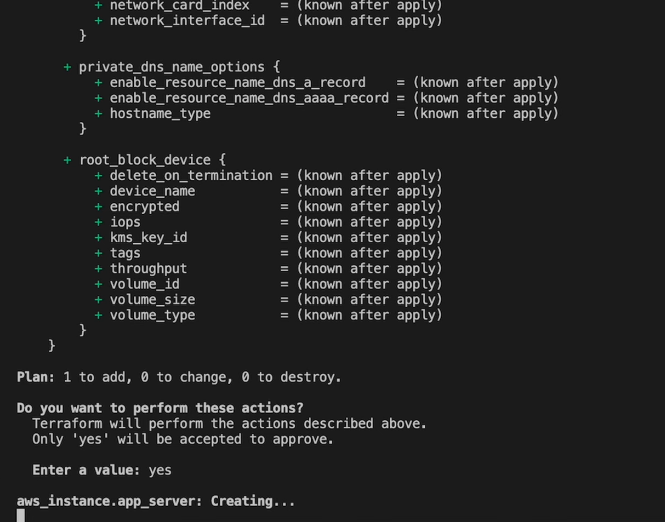 + network_card_index    = (known after apply)
+ network_interface_id  = (known after apply)
}
+ private_dns_name_options {
+ enable_resource_name_dns_a_record    = (known after apply)
+ enable_resource_name_dns_aaaa_record = (known after apply)
+ hostname_type                        = (known after apply)
}
+ root_block_device {
+ delete_on_termination = (known after apply)
+ device_name           = (known after apply)
+ encrypted             = (known after apply)
+ iops                  = (known after apply)
+ kms_key_id            = (known after apply)
+ tags                  = (known after apply)
+ throughput            = (known after apply)
+ volume_id             = (known after apply)
+ volume_size           = (known after apply)
+ volume_type           = (known after apply)
}
}
Plan: 1 to add, 0 to change, 0 to destroy.
Do you want to perform these actions?
Terraform will perform the actions described above.
Only 'yes' will be accepted to approve.
Enter a value: yes
aws_instance.app_server: Creating...